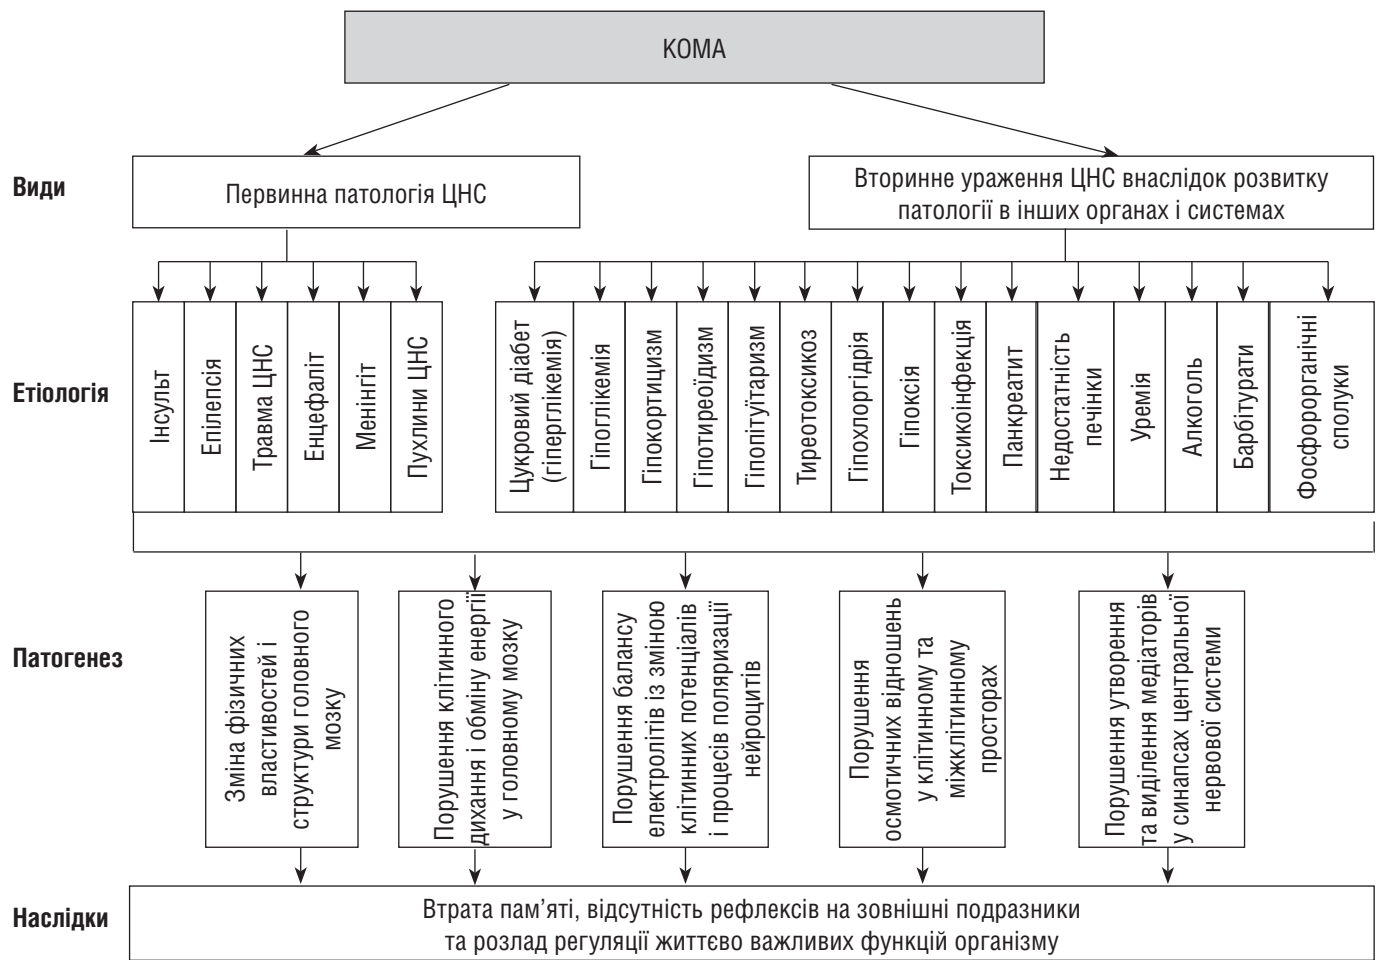 КОМА
Види
Первинна патологія ЦНС
Вторинне ураження ЦНС внаслідок розвитку
патології в інших органах і системах
Етіологія
Інсульт
Епілепсія
Травма ЦНС
Енцефаліт
Менінгіт
Пухлини ЦНС
Цукровий діабет
(гіперглікемія)
Гіпоглікемія
Гіпокортицизм
Гіпотиреоїдизм
Гіпопітуїтаризм
Тиреотоксикоз
Гіпохлоргідрія
Гіпоксія
Токсикоінфекція
Панкреатит
Недостатність
печінки
Уремія
Алкоголь
Барбітурати
Фосфорорганічні
сполуки
Патогенез
Зміна фізичних
властивостей і
структури головного
мозку
Порушення клітинного
дихання і обміну енергії
у головному мозку
Порушення балансу
електролітів із зміною
клітинних потенціалів
і процесів поляризації
нейроцитів
Порушення
осмотичних відношень
у клітинному та
міжклітинному
просторах
Порушення утворення
та виділення медіаторів
у синапсах центральної
нервової системи
Наслідки
Втрата пам’яті, відсутність рефлексів на зовнішні подразники
та розлад регуляції життєво важливих функцій організму